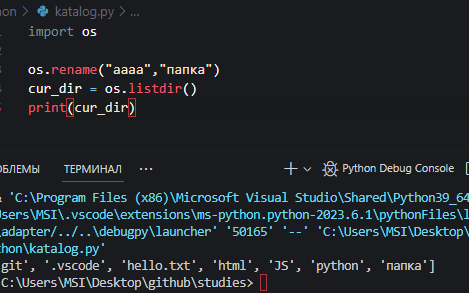 on > katalog.py > ...
import os
os.rename("aaaa","папка")
cur_dir = os.listdir()
print(cur_dir)
ОБЛЕМЫ ТЕРМИНАЛ ...
Python Debug Console
& 'C:\Program Files (x86)\Microsoft Visual Studio\Shared\Python39_64
Users\MSI\.vscode\extensions\ms-python.python-2023.6.1\pythonFiles\l
adapter/../..\debugpy\launcher' '50165' '--' 'C:\Users\MSI\Desktop
thon\katalog.py'
git', '.vscode', 'hello.txt', 'html', 'JS', 'python', 'папка']
C:\Users\MSI\Desktop\github\studies>